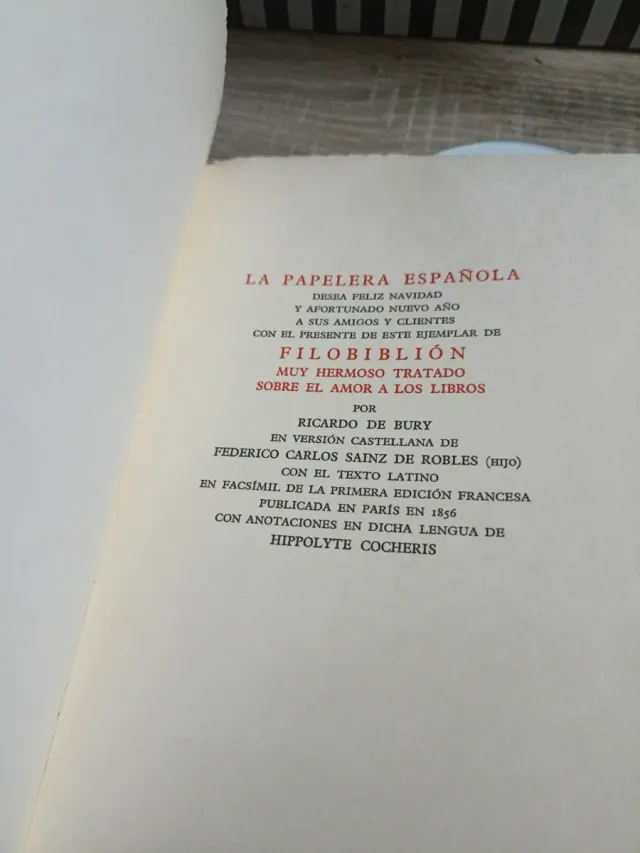 LA PAPELERA ESPAÑOLA
DESEA FELIZ NAVIDAD
Y AFORTUNADO NUEVO AÑO
A SUS AMIGOS Y CLIENTES
CON EL PRESENTE DE ESTE EJEMPLAR DE
FILOBIBLIÓN
MUY HERMOSO TRATADO
SOBRE EL AMOR A LOS LIBROS
POR
RICARDO DE BURY
EN VERSIÓN CASTELLANA DE
FEDERICO CARLOS SAINZ DE ROBLES (HIJO)
CON EL TEXTO LATINO
EN FACSÍMIL DE LA PRIMERA EDICIÓN FRANCESA
PUBLICADA EN PARÍS EN 1856
CON ANOTACIONES EN DICHA LENGUA DE
HIPPOLYTE COCHERIS